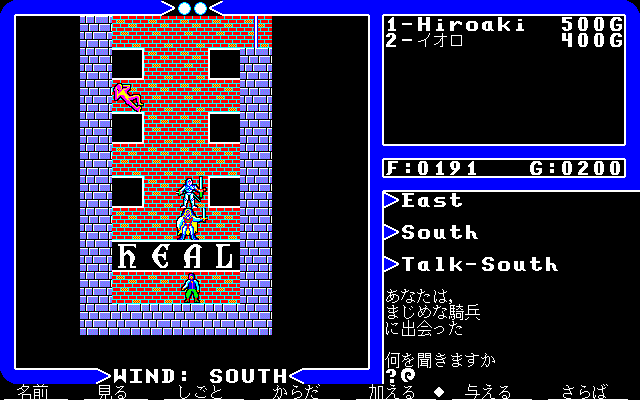 1-Hiroaki 500G
2-イオロ 400G
F:0191 G:0200
East
South
Talk-South
あなたは,
まじめな騎兵
に出会った
何を聞きますか
?
HEAL
WIND: SOUTH
名前 見る しごと からだ 加える ◆ 与える さらば